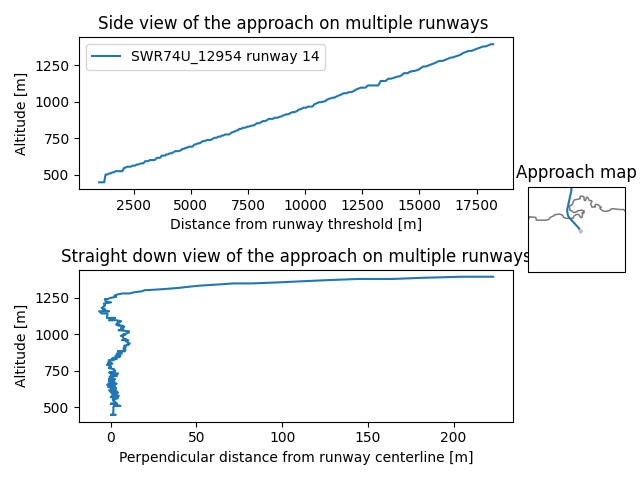 Side view of the approach on multiple runways
SWR74U_12954 runway 14
Altitude [m]
1250
1000
750
500
2500
5000
7500
10000
12500
15000
17500
Distance from runway threshold [m]
Approach map
Straight down view of the approach on multiple runways
Altitude [m]
1250
1000
750
500
0
50
100
150
200
Perpendicular distance from runway centerline [m]